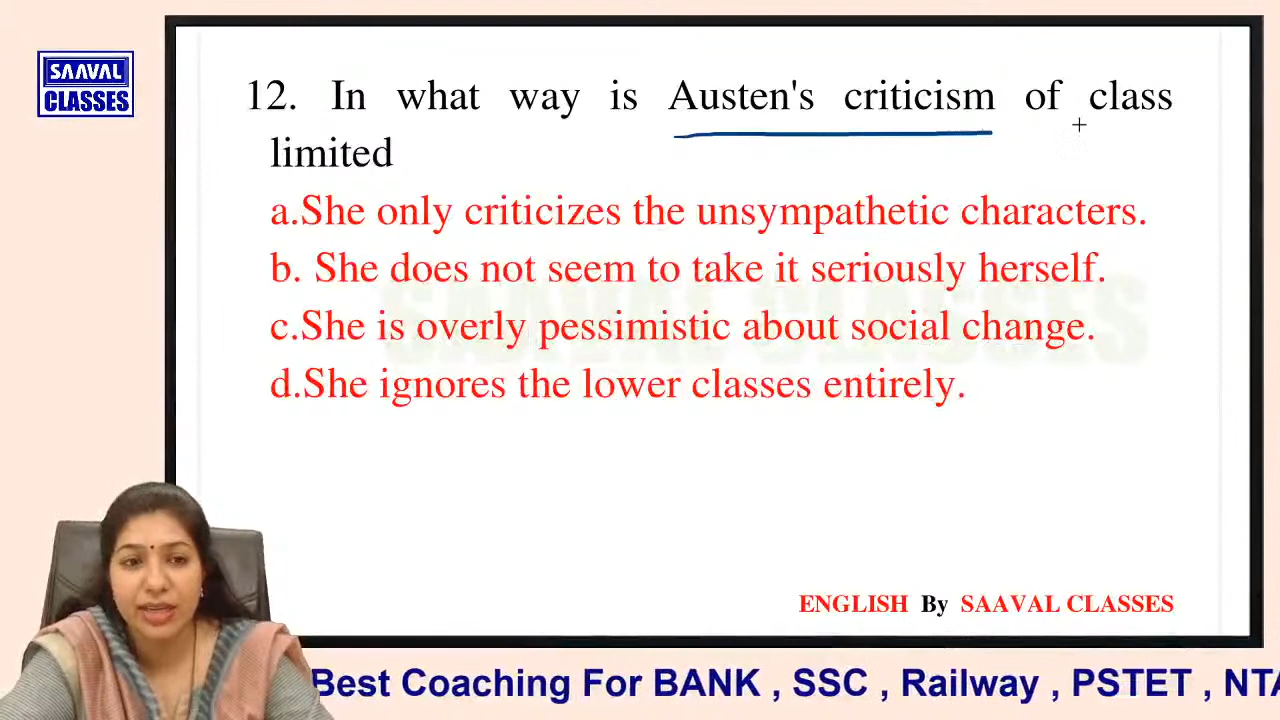 SAAVAL
CLASSES
12. In what way is Austen's criticism of class
limited
a.She only criticizes the unsympathetic characters.
b. She does not seem to take it seriously herself.
c.She is overly pessimistic about social change.
d.She ignores the lower classes entirely.
SAAVAL CLASSES
ENGLISH By SAAVAL CLASSES
Best Coaching For BANK , SSC , Railway , PSTET , NTA